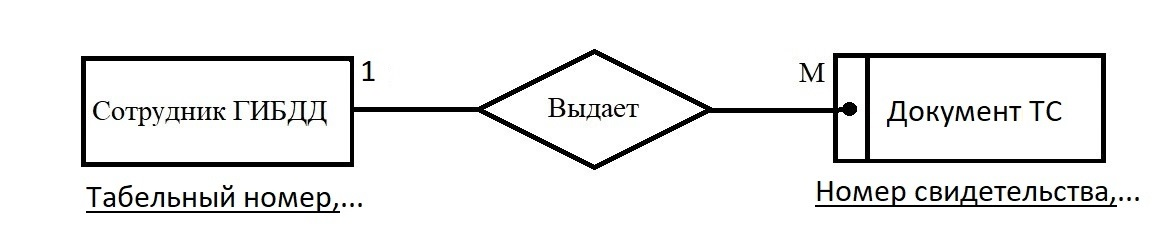 Сотрудник ГИБДД
1
Выдает
М
Документ ТС
Табельный номер,...
Номер свидетельства,...